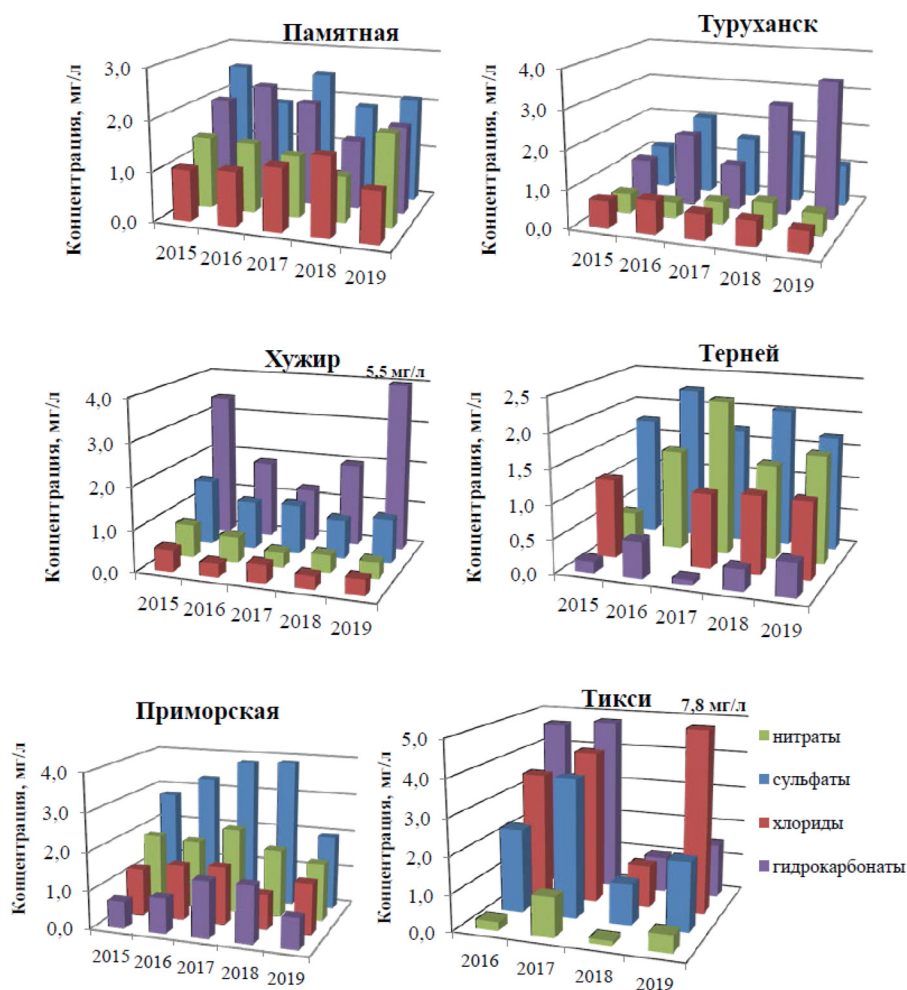 Памятная
Концентрация, мг/л
3,0
2,0
1,0
0,0
2015 2016 2017 2018 2019
Туруханск
Концентрация, мг/л
4,0
3,0
2,0
1,0
0,0
2015 2016 2017 2018 2019
Хужир
5,5 мг/л
Концентрация, мг/л
4,0
3,0
2,0
1,0
0,0
2015 2016 2017 2018 2019
Терней
Концентрация, мг/л
2,5
2,0
1,5
1,0
0,5
0,0
2015 2016 2017 2018 2019
Приморская
Концентрация, мг/л
4,0
3,0
2,0
1,0
0,0
2015 2016 2017 2018 2019
Тикси
7,8 мг/л
Концентрация, мг/л
5,0
4,0
3,0
2,0
1,0
0,0
2016 2017 2018 2019
нитраты
сульфаты
хлориды
гидрокарбонаты